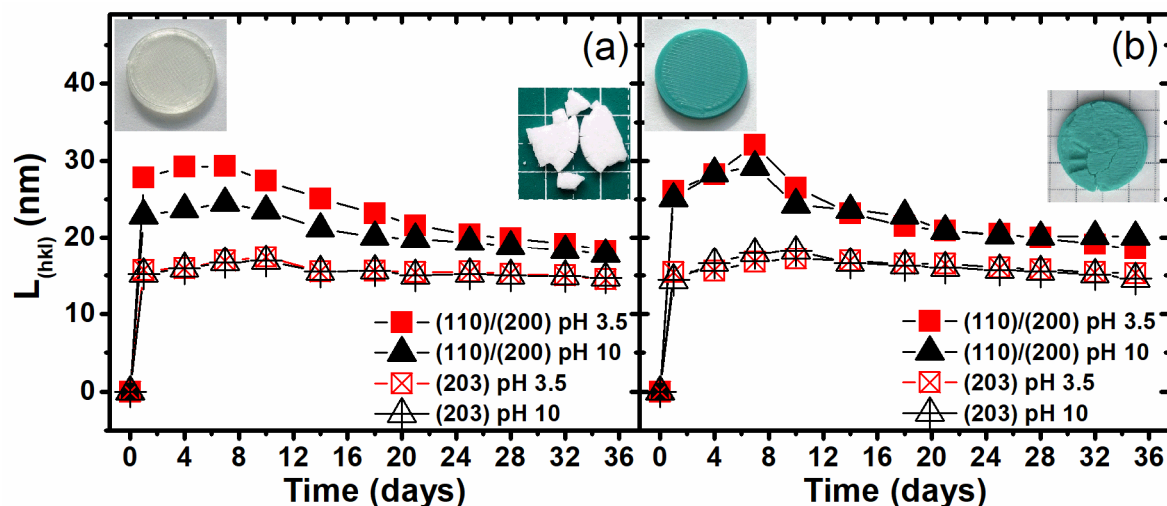 (a)
(b)
L(hkl) (nm)
40
30
20
10
0
(110)/(200) pH 3.5
(110)/(200) pH 10
(203) pH 3.5
(203) pH 10
(110)/(200) pH 3.5
(110)/(200) pH 10
(203) pH 3.5
(203) pH 10
0 4 8 12 16 20 24 28 32 36
0 4 8 12 16 20 24 28 32 36
Time (days)
Time (days)